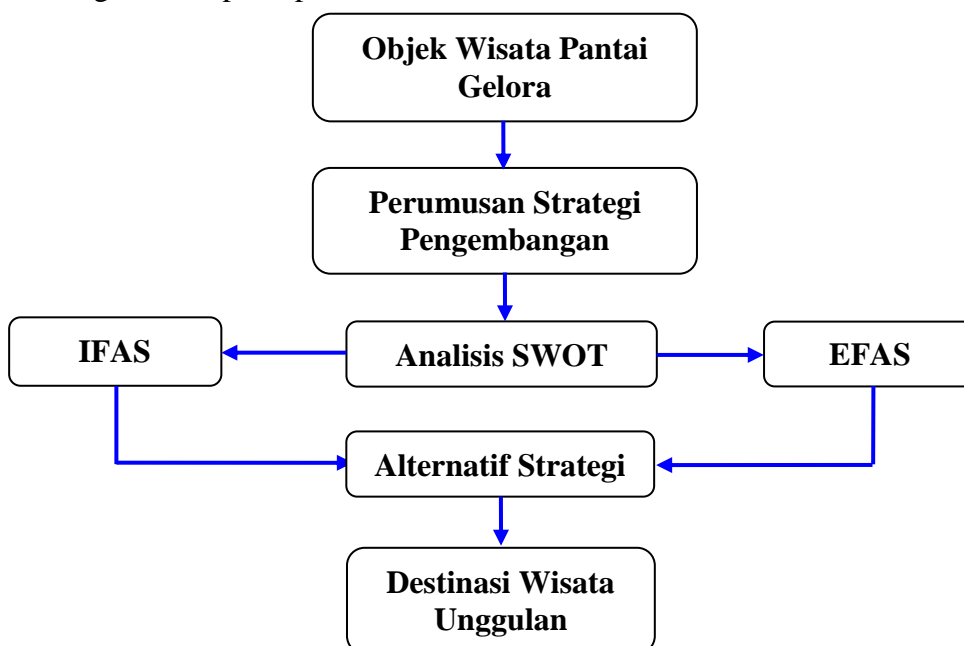 Objek Wisata Pantai
Gelora
Perumusan Strategi
Pengembangan
IFAS
Analisis SWOT
EFAS
Alternatif Strategi
Destinasi Wisata
Unggulan